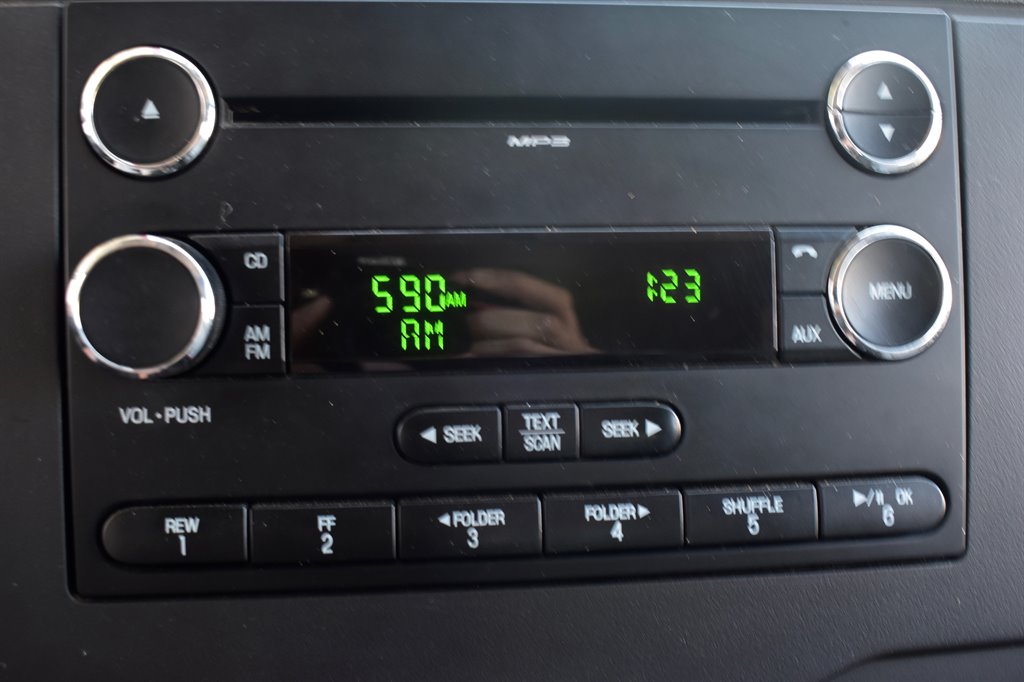 MP3
CD
590AM
1:23
AM
MENU
AM
FM
AUX
VOL•PUSH
◄ SEEK
TEXT
SCAN
SEEK ►
REW
1
FF
2
◄FOLDER
3
FOLDER►
4
SHUFFLE
5
►/II OK
6